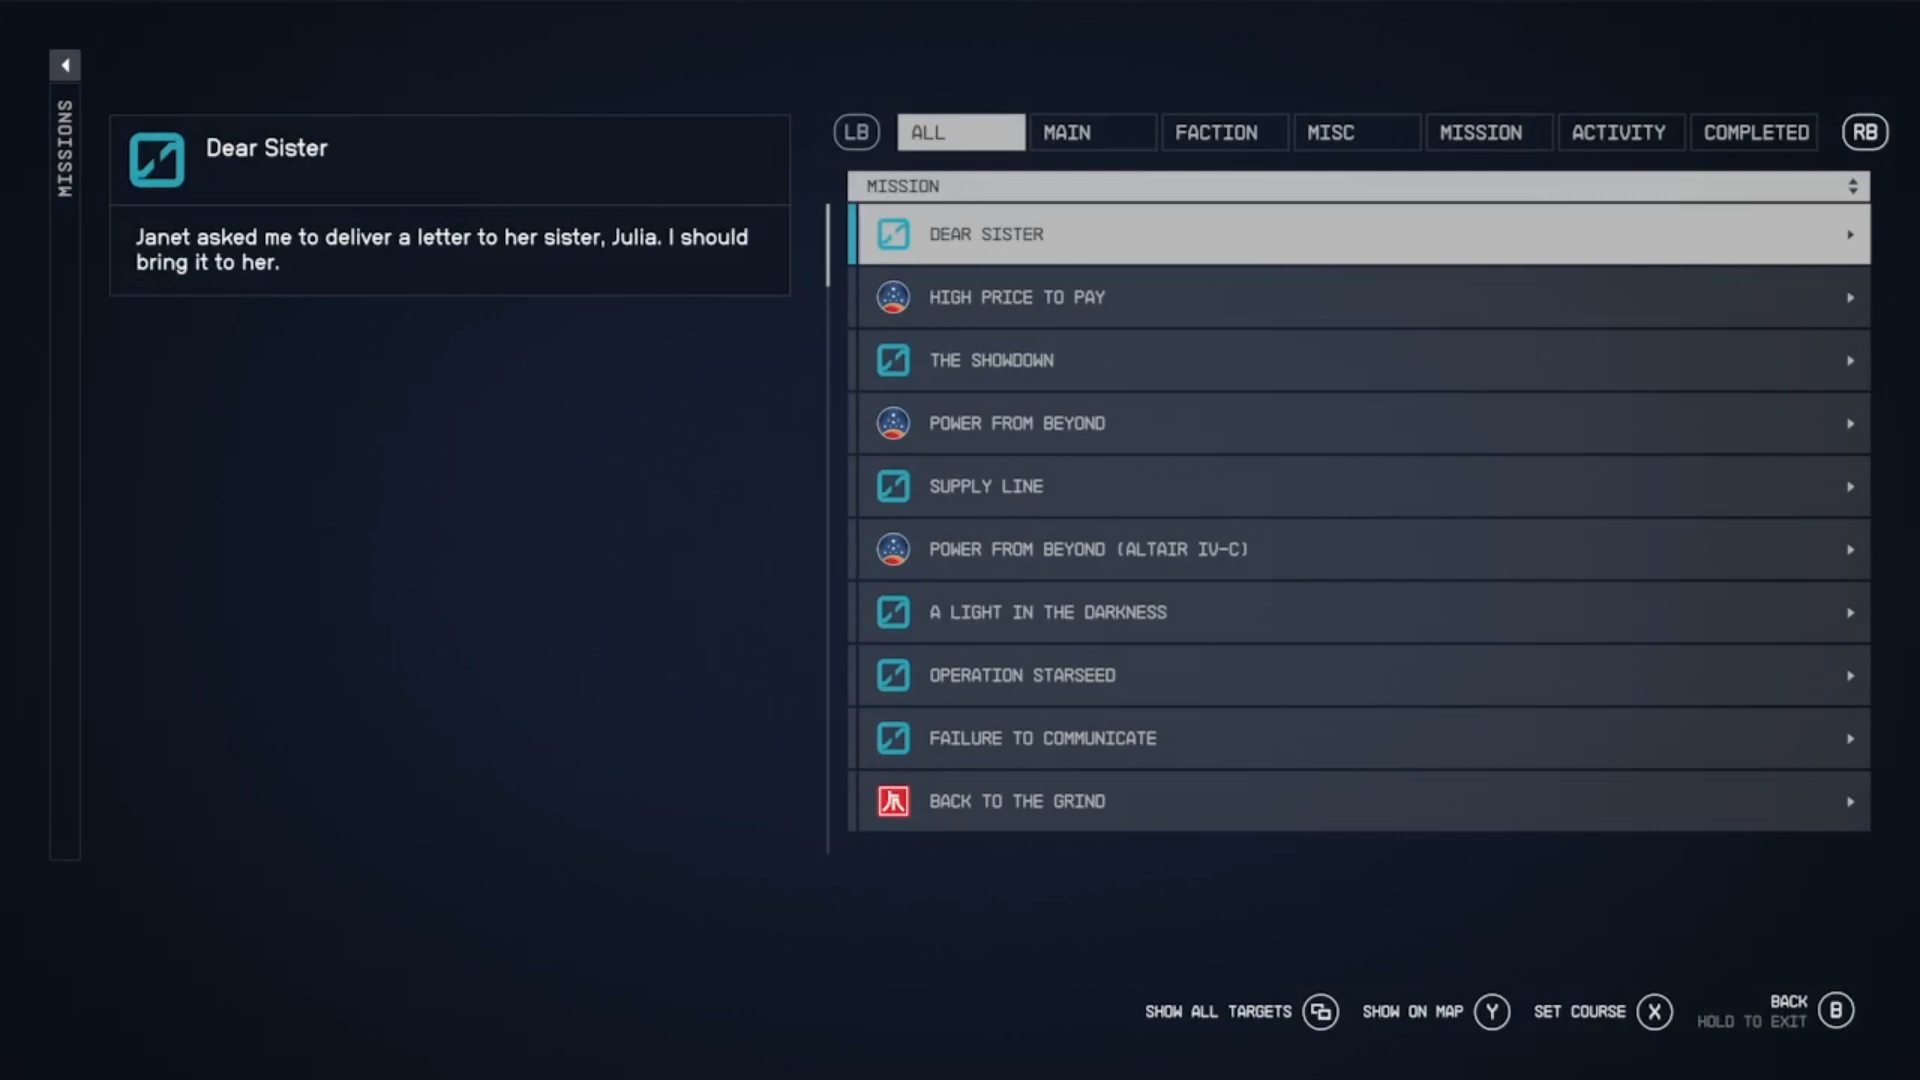 MISSIONS
Dear Sister
Janet asked me to deliver a letter to her sister, Julia. I should
bring it to her.
LB ALL MAIN FACTION MISC MISSION ACTIVITY COMPLETED RB
MISSION
DEAR SISTER
HIGH PRICE TO PAY
THE SHOWDOWN
POWER FROM BEYOND
SUPPLY LINE
POWER FROM BEYOND (ALTAIR IV-C)
A LIGHT IN THE DARKNESS
OPERATION STARSEED
FAILURE TO COMMUNICATE
BACK TO THE GRIND
SHOW ALL TARGETS SHOW ON MAP Y SET COURSE X BACK B
HOLD TO EXIT